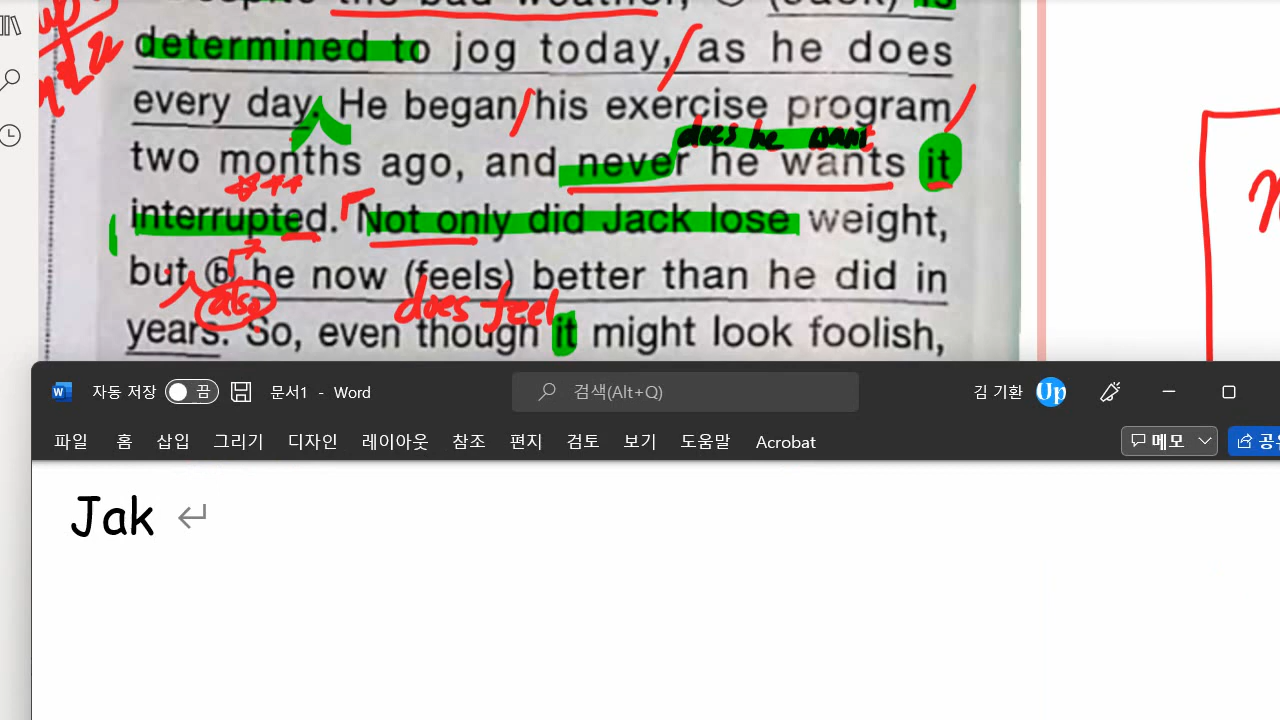 determined to jog today, as he does
every day. He began his exercise program
does he want
two months ago, and never he wants it
interrupted. Not only did Jack lose weight,
but ⓑ he now (feels) better than he did in
also does feel
years. So, even though it might look foolish,
자동 저장 끔 문서1 - Word 검색(Alt+Q) 김 기환 Up
파일 홈 삽입 그리기 디자인 레이아웃 참조 편지 검토 보기 도움말 Acrobat 메모
Jak